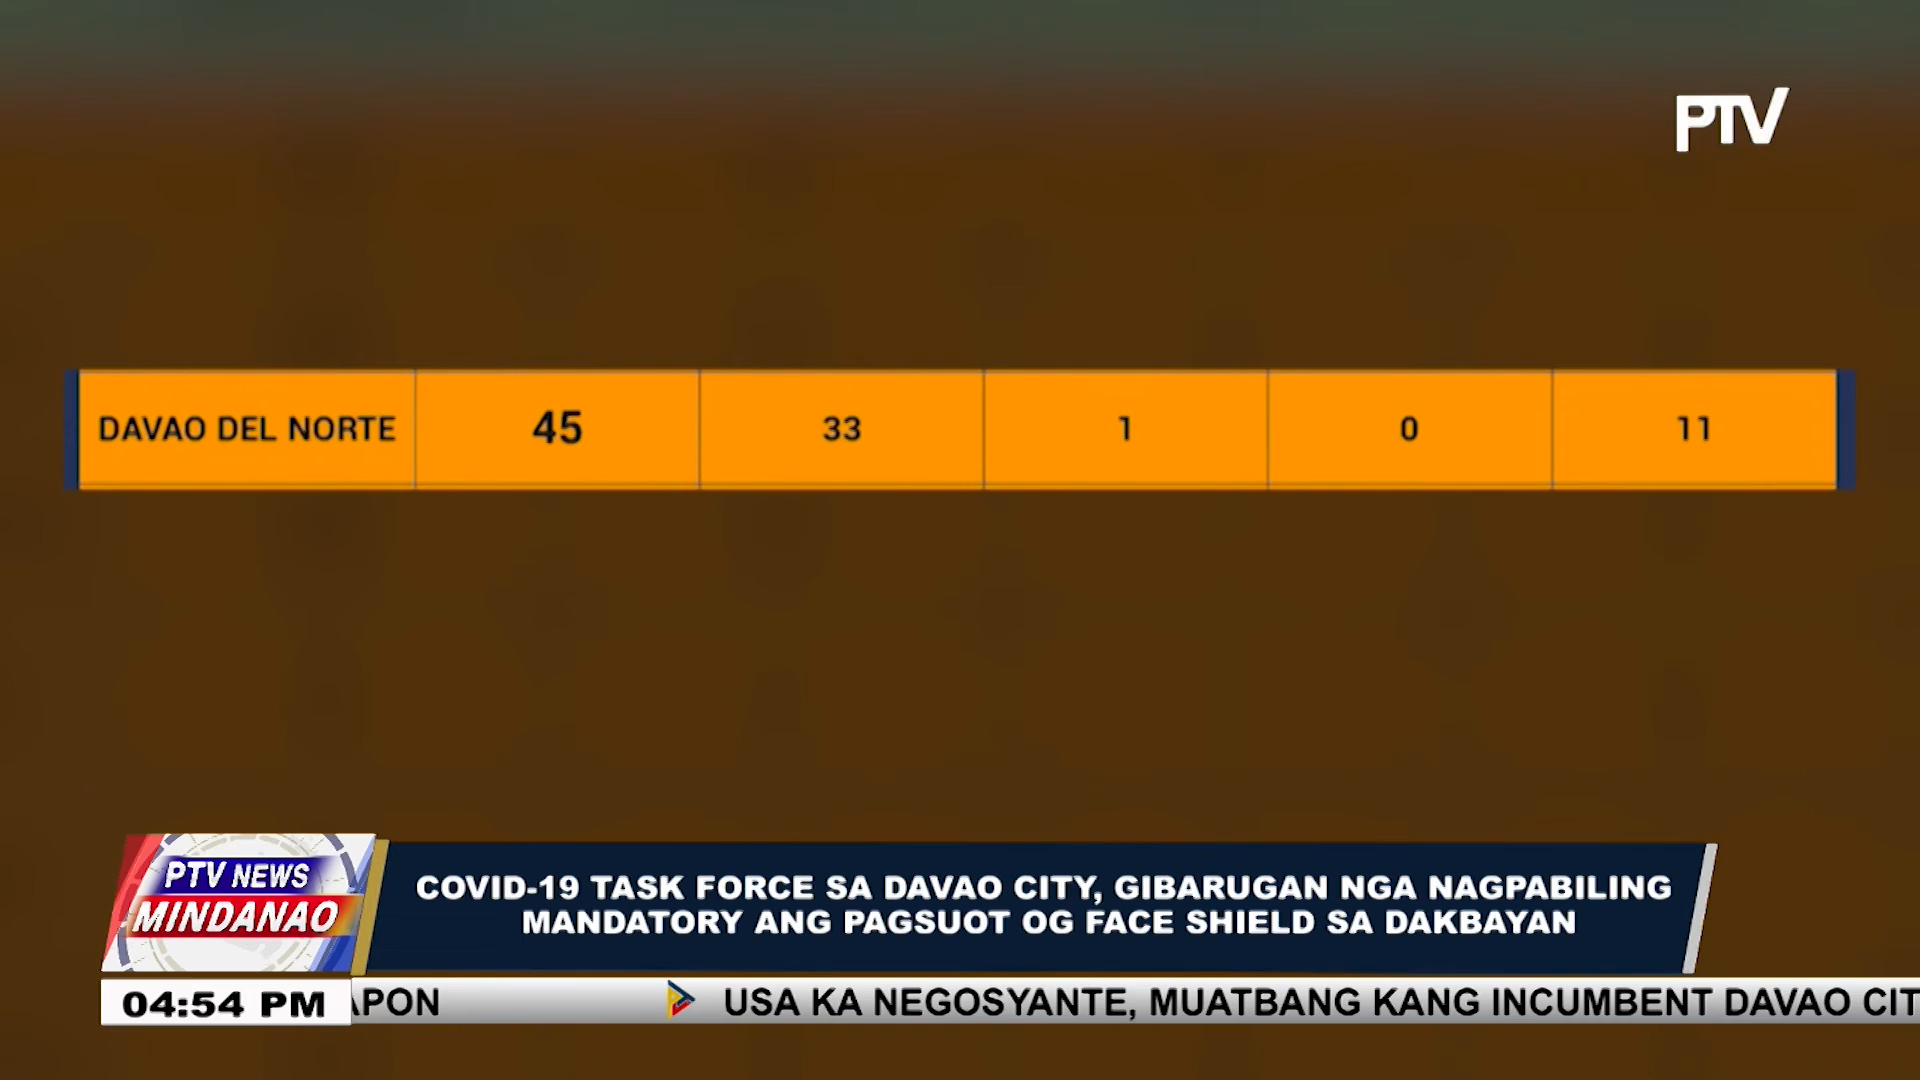 PTV
DAVAO DEL NORTE 45 33 1 0 11
PTV NEWS
MINDANAO
COVID-19 TASK FORCE SA DAVAO CITY, GIBARUGAN NGA NAGPABILING
MANDATORY ANG PAGSUOT OG FACE SHIELD SA DAKBAYAN
04:54 PM APON USA KA NEGOSYANTE, MUATBANG KANG INCUMBENT DAVAO CIT